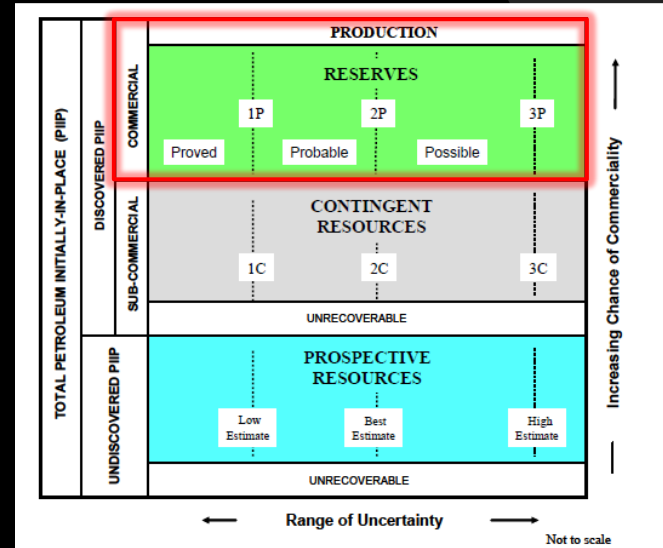 TOTAL PETROLEUM INITIALLY-IN-PLACE (PIIP)
DISCOVERED PIIP
COMMERCIAL
PRODUCTION
RESERVES
1P
2P
3P
Proved
Probable
Possible
SUB-COMMERCIAL
CONTINGENT
RESOURCES
1C
2C
3C
UNRECOVERABLE
UNDISCOVERED PIIP
PROSPECTIVE
RESOURCES
Low
Estimate
Best
Estimate
High
Estimate
UNRECOVERABLE
Increasing Chance of Commerciality
Range of Uncertainty
Not to scale